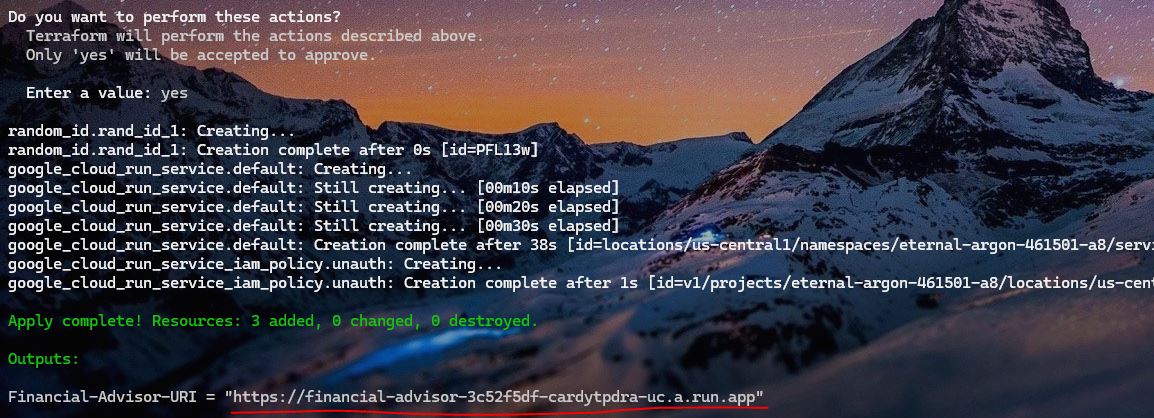 Do you want to perform these actions?
Terraform will perform the actions described above.
Only 'yes' will be accepted to approve.
Enter a value: yes
random_id.rand_id_1: Creating...
random_id.rand_id_1: Creation complete after 0s [id=PFL13w]
google_cloud_run_service.default: Creating...
google_cloud_run_service.default: Still creating... [00m10s elapsed]
google_cloud_run_service.default: Still creating... [00m20s elapsed]
google_cloud_run_service.default: Still creating... [00m30s elapsed]
google_cloud_run_service.default: Creation complete after 38s [id=locations/us-central1/namespaces/eternal-argon-461501-a8/servi
google_cloud_run_service_iam_policy.unauth: Creating...
google_cloud_run_service_iam_policy.unauth: Creation complete after 1s [id=v1/projects/eternal-argon-461501-a8/locations/us-cent
Apply complete! Resources: 3 added, 0 changed, 0 destroyed.
Outputs:
Financial-Advisor-URI = "https://financial-advisor-3c52f5df-cardytpdra-uc.a.run.app"